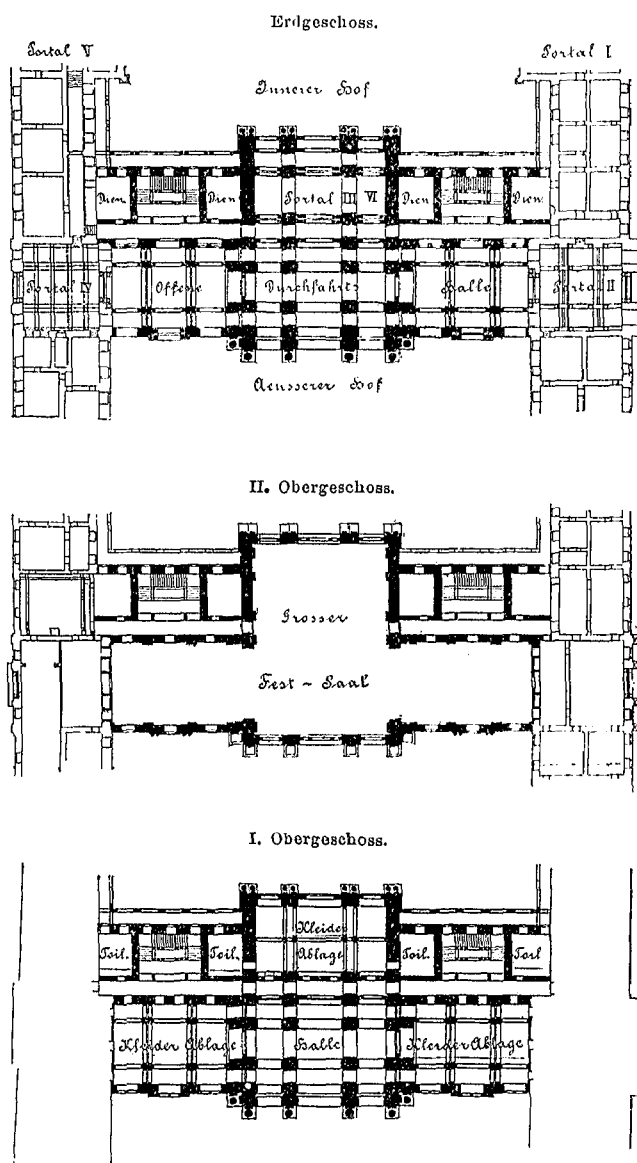 Erdgeschoss.
Portal V Portal I
Innerer Hof
Dien. Dien. Portal III VI Dien. Dien.
Portal IV Offene Durchfahrts Halle Portal II
Aeusserer Hof
II. Obergeschoss.
Grosser
Fest - Saal
I. Obergeschoss.
Kleider
Toil. Toil. Ablage Toil. Toil
Kleider Ablage Halle Kleider Ablage